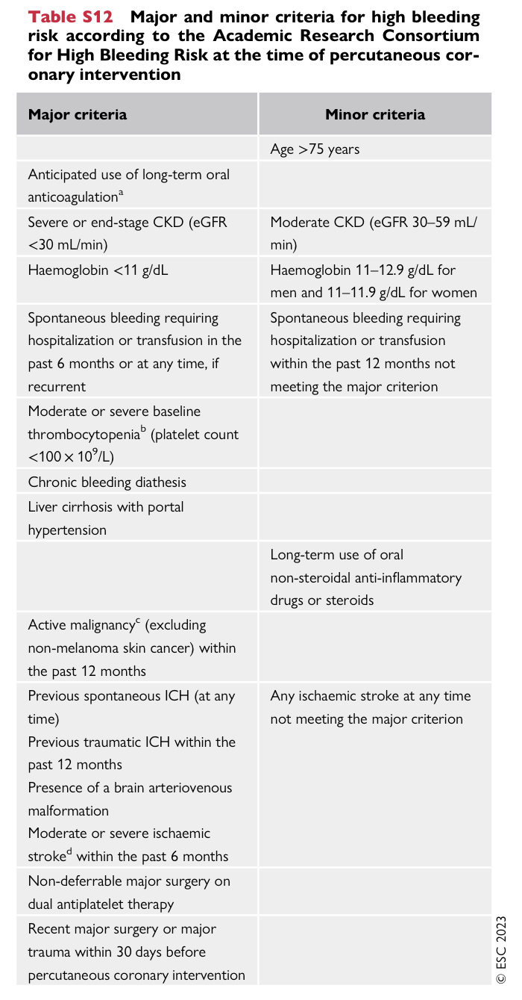 Table S12 Major and minor criteria for high bleeding
risk according to the Academic Research Consortium
for High Bleeding Risk at the time of percutaneous cor-
onary intervention
Major criteria
Minor criteria
Age >75 years
Anticipated use of long-term oral
anticoagulationᵃ
Severe or end-stage CKD (eGFR
<30 mL/min)
Moderate CKD (eGFR 30–59 mL/
min)
Haemoglobin <11 g/dL
Haemoglobin 11–12.9 g/dL for
men and 11–11.9 g/dL for women
Spontaneous bleeding requiring
hospitalization or transfusion in the
past 6 months or at any time, if
recurrent
Spontaneous bleeding requiring
hospitalization or transfusion
within the past 12 months not
meeting the major criterion
Moderate or severe baseline
thrombocytopeniaᵇ (platelet count
<100 × 10⁹/L)
Chronic bleeding diathesis
Liver cirrhosis with portal
hypertension
Long-term use of oral
non-steroidal anti-inflammatory
drugs or steroids
Active malignancyᶜ (excluding
non-melanoma skin cancer) within
the past 12 months
Previous spontaneous ICH (at any
time)
Previous traumatic ICH within the
past 12 months
Presence of a brain arteriovenous
malformation
Moderate or severe ischaemic
strokeᵈ within the past 6 months
Any ischaemic stroke at any time
not meeting the major criterion
Non-deferrable major surgery on
dual antiplatelet therapy
Recent major surgery or major
trauma within 30 days before
percutaneous coronary intervention
© ESC 2023